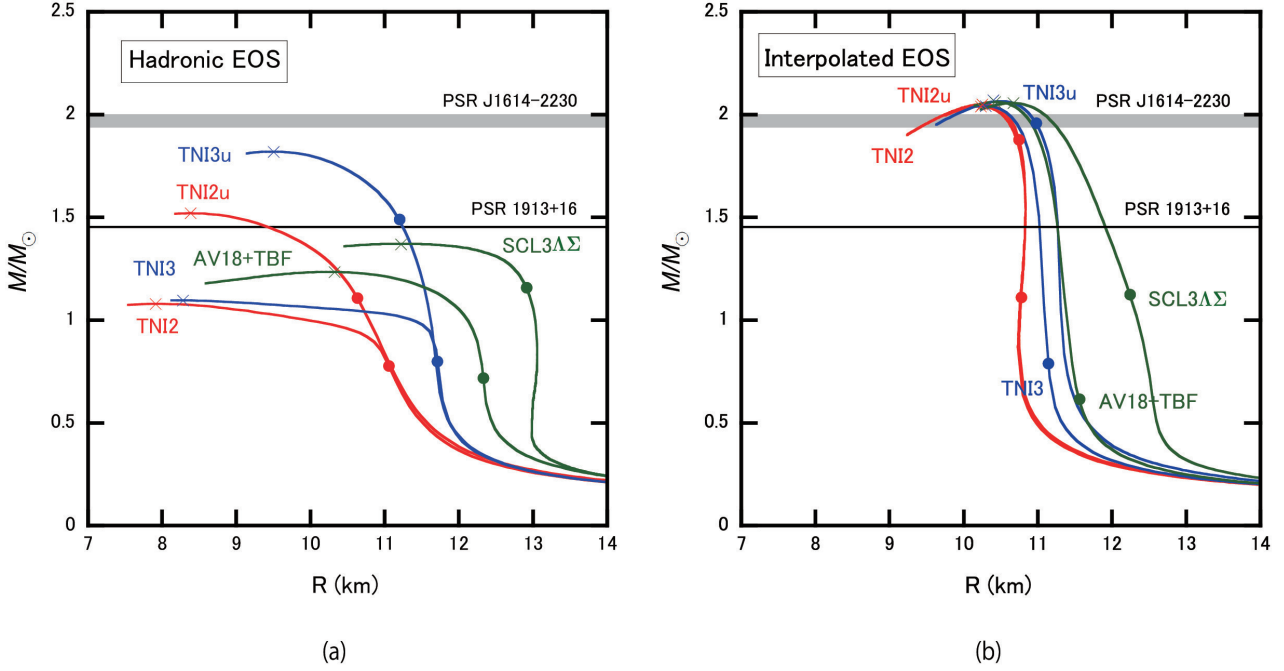 2.5
2
1.5
1
0.5
0
M/M⊙
Hadronic EOS
PSR J1614-2230
TNI3u
TNI2u
PSR 1913+16
AV18+TBF
SCL3ΛΣ
TNI3
TNI2
7 8 9 10 11 12 13 14
R (km)
(a)
2.5
2
1.5
1
0.5
0
M/M⊙
Interpolated EOS
TNI2u
TNI3u
PSR J1614-2230
TNI2
PSR 1913+16
SCL3ΛΣ
TNI3
AV18+TBF
7 8 9 10 11 12 13 14
R (km)
(b)